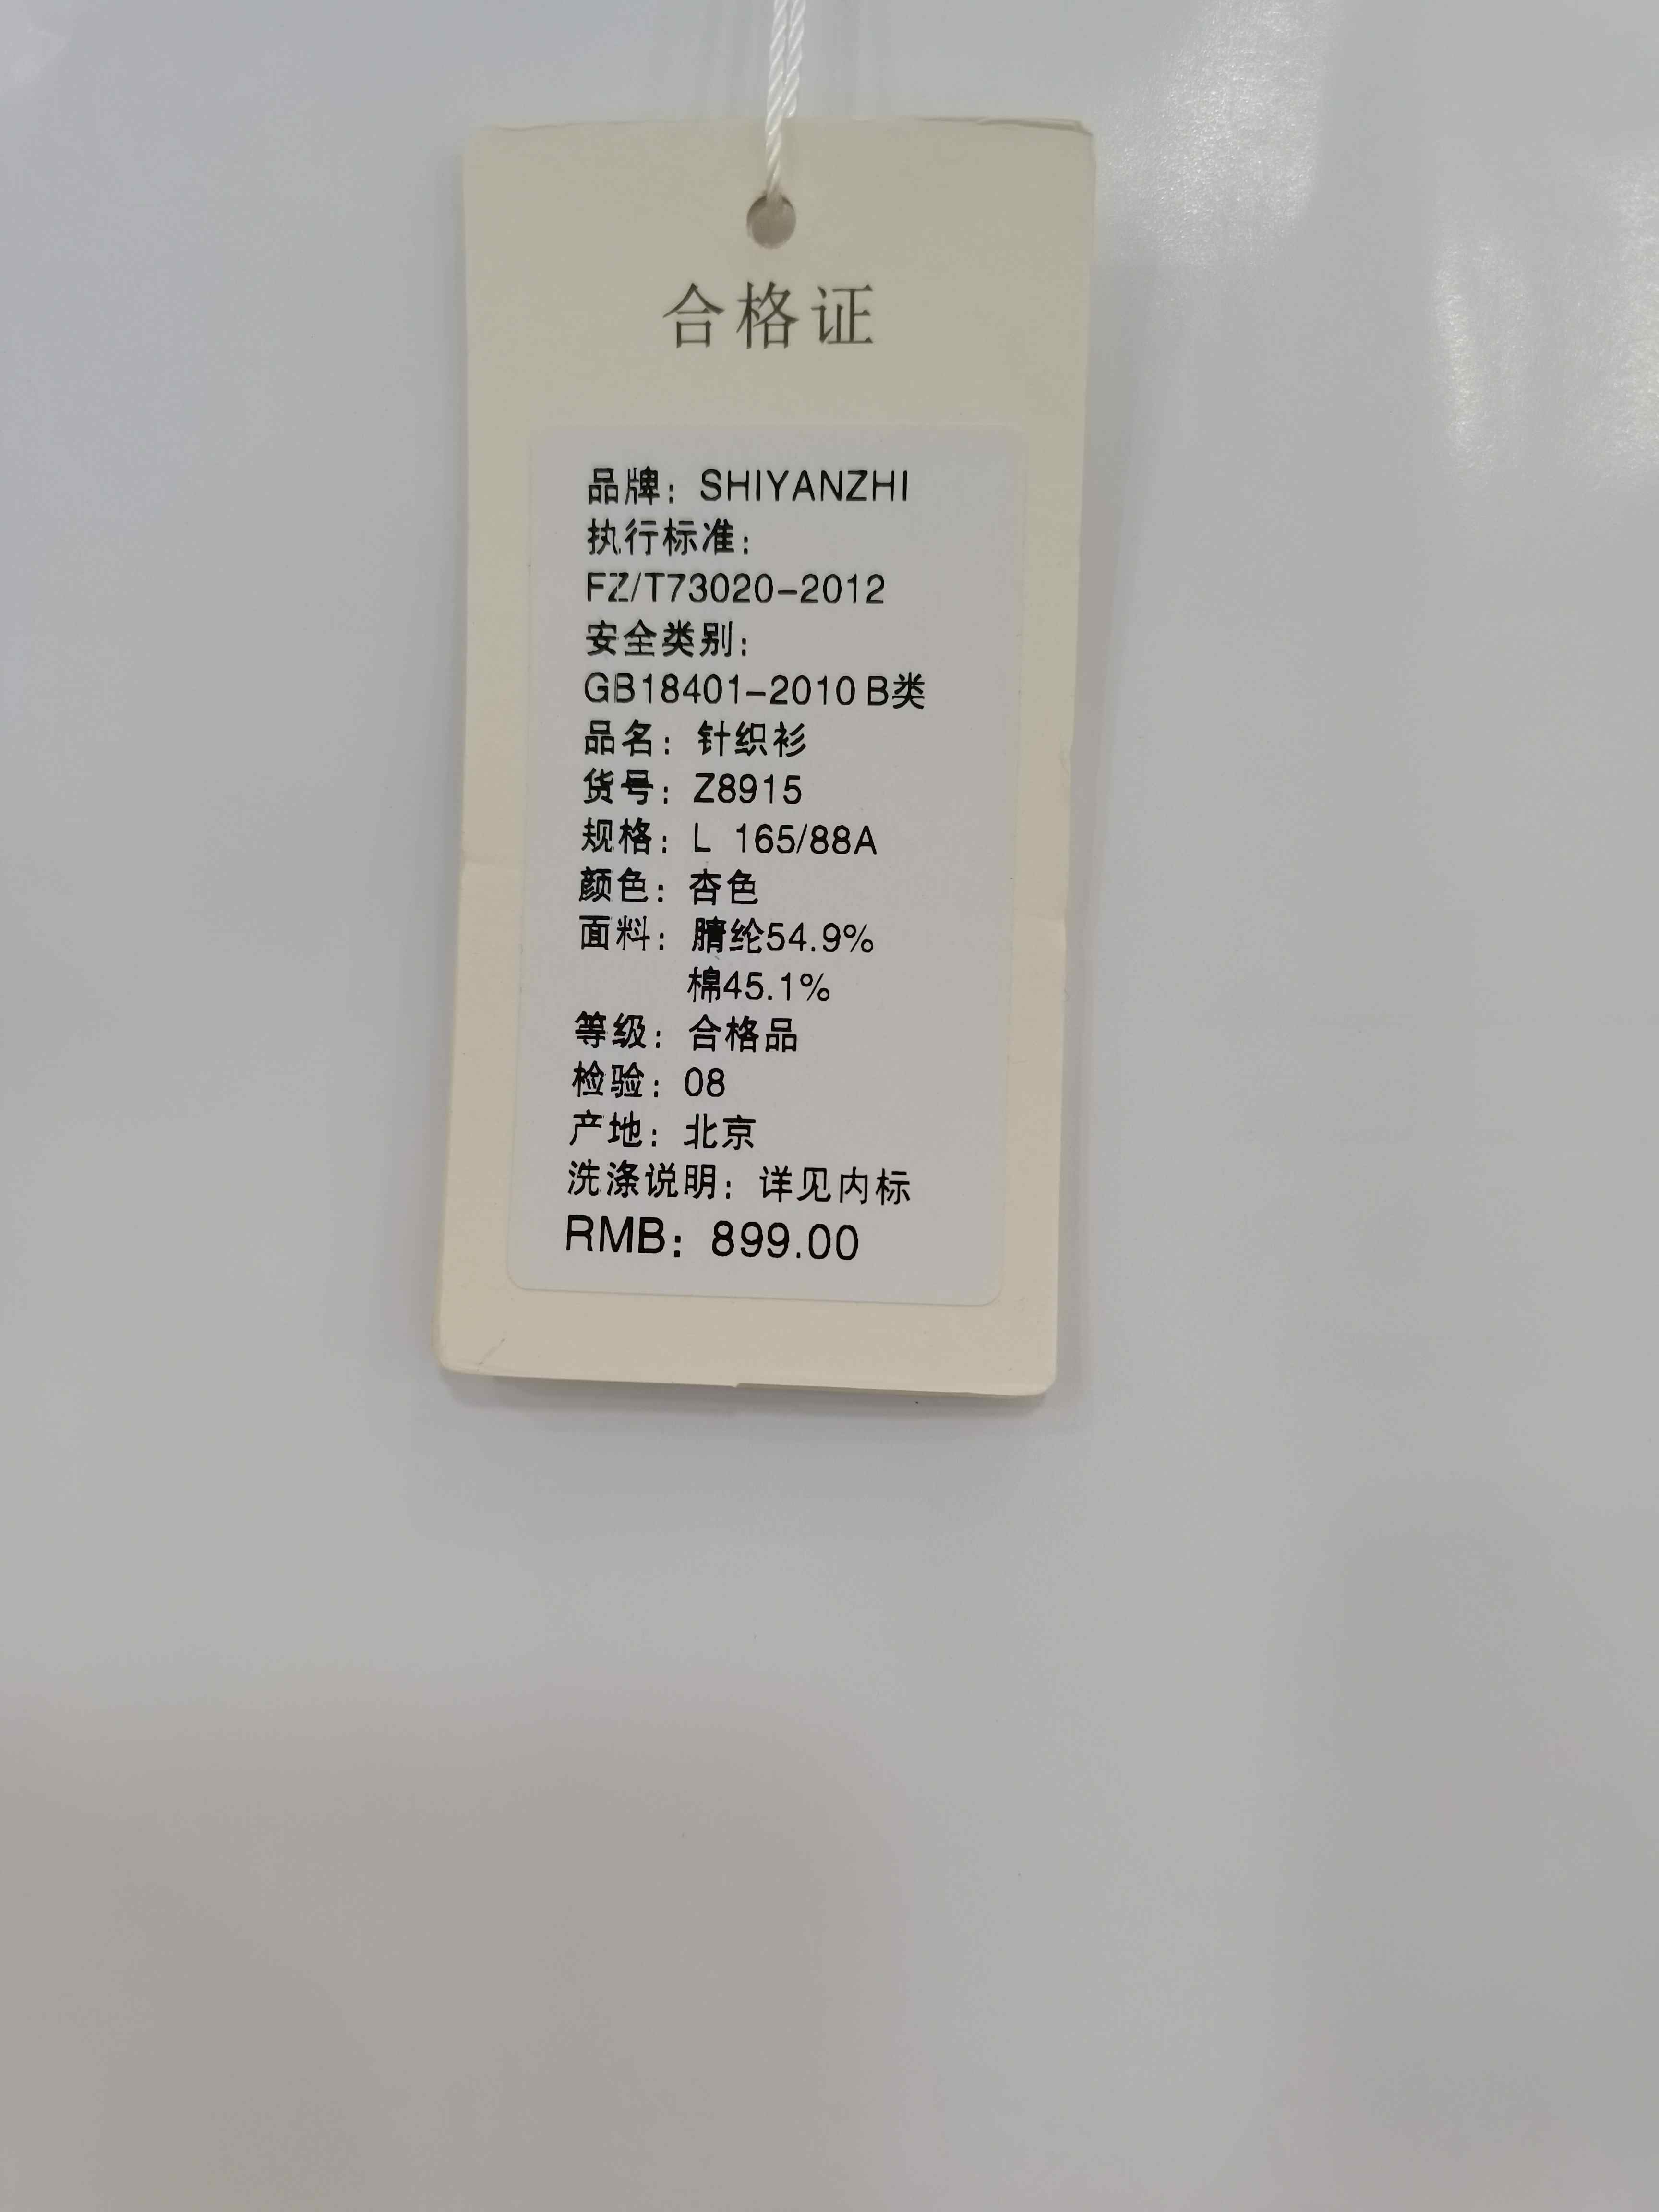 合格证
品牌：SHIYANZHI
执行标准：
FZ/T73020-2012
安全类别：
GB18401-2010 B类
品名：针织衫
货号：Z8915
规格：L 165/88A
颜色：杏色
面料：腈纶54.9%
棉45.1%
等级：合格品
检验：08
产地：北京
洗涤说明：详见内标
RMB：899.00